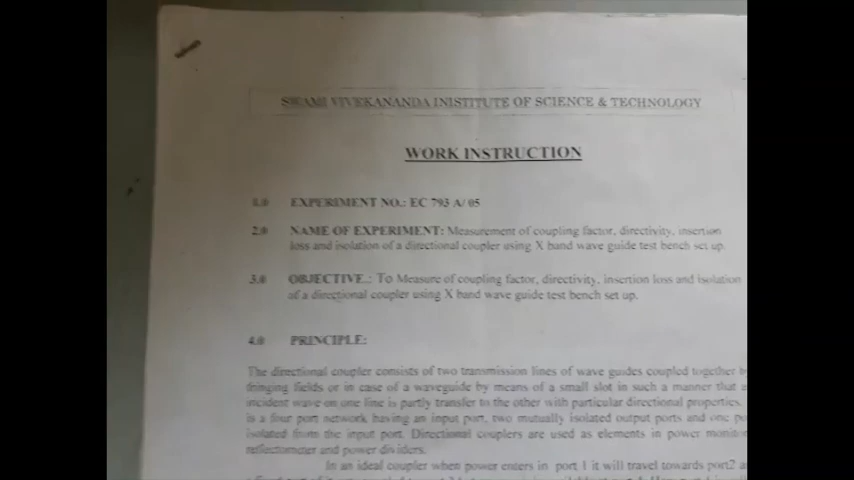 SWAMI VIVEKANANDA INISTITUTE OF SCIENCE & TECHNOLOGY
WORK INSTRUCTION
1.0 EXPERIMENT NO.: EC 793 A/ 05
2.0 NAME OF EXPERIMENT: Measurement of coupling factor, directivity, insertion
loss and isolation of a directional coupler using X band wave guide test bench set up.
3.0 OBJECTIVE.: To Measure of coupling factor, directivity, insertion loss and isolation
of a directional coupler using X band wave guide test bench set up.
4.0 PRINCIPLE:
The directional coupler consists of two transmission lines of wave guides coupled together
fringing fields or in case of a waveguide by means of a small slot in such a manner that
incident wave on one line is partly transfer to the other with particular directional properties.
is a four port network having an input port, two mutually isolated output ports and one
isolated from the input port. Directional couplers are used as elements in power
reflectometer and power dividers.
In an ideal coupler when power enters in port 1 it will travel towards port2